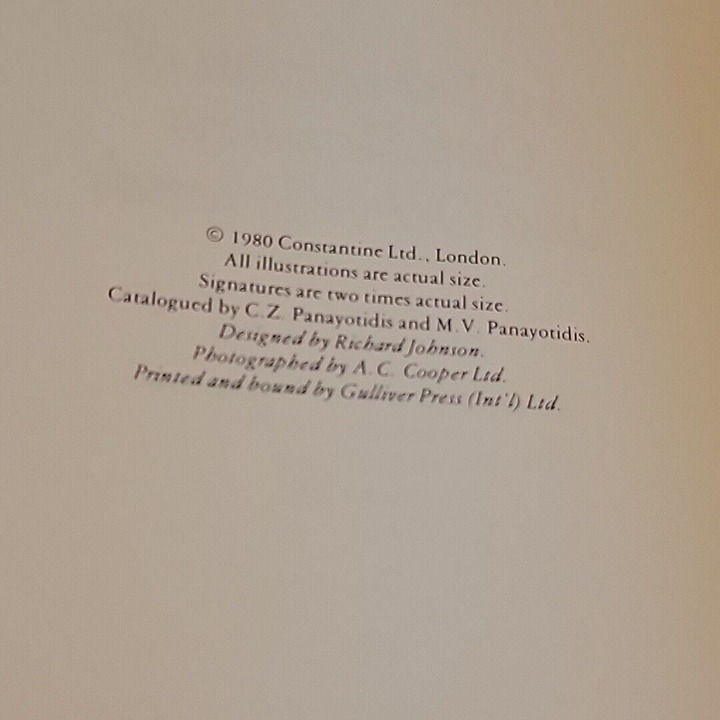 © 1980 Constantine Ltd., London.
All illustrations are actual size.
Signatures are two times actual size.
Catalogued by C.Z. Panayotidis and M.V. Panayotidis.
Designed by Richard Johnson.
Photographed by A.C. Cooper Ltd.
Printed and bound by Gulliver Press (Int'l) Ltd.